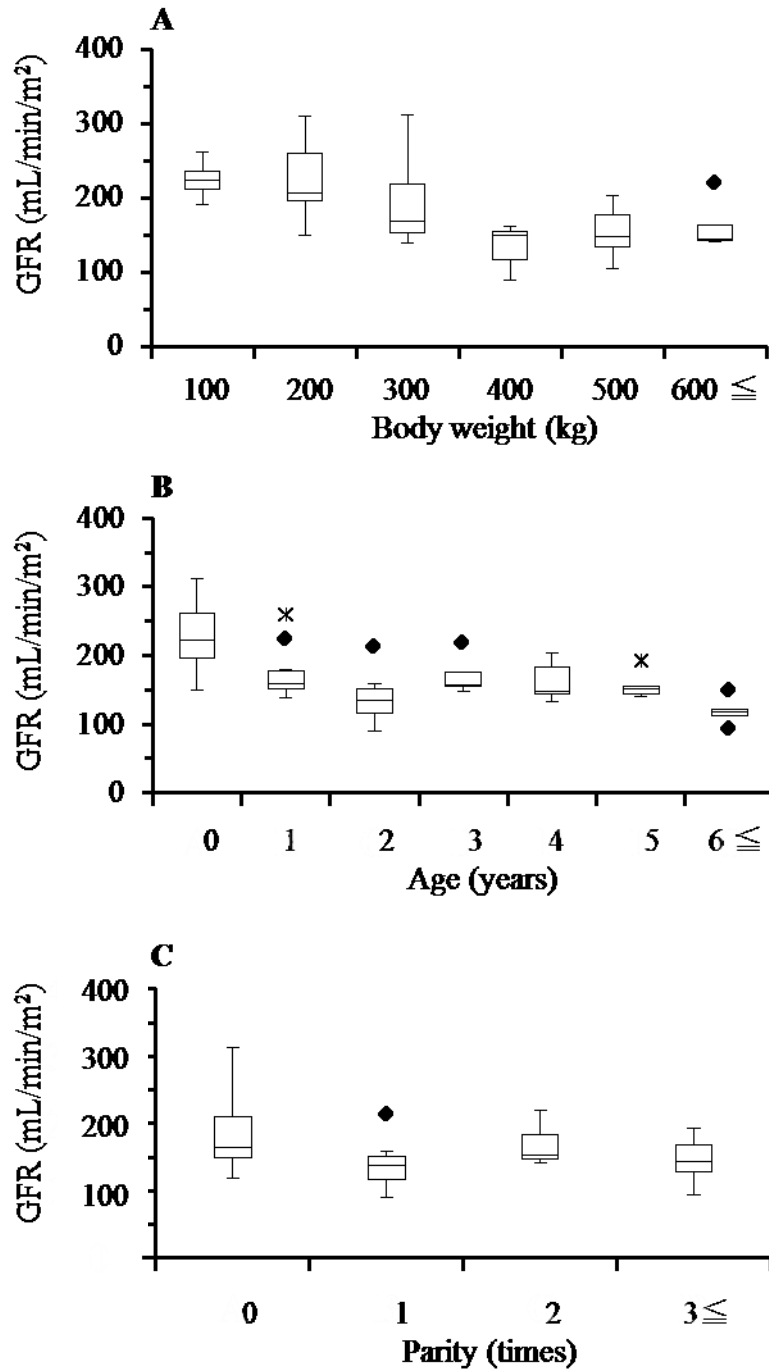 A
400
300
200
100
0
GFR (mL/min/m²)
100 200 300 400 500 600 ≦
Body weight (kg)
B
400
300
200
100
0
GFR (mL/min/m²)
0 1 2 3 4 5 6 ≦
Age (years)
C
400
300
200
100
GFR (mL/min/m²)
0 1 2 3≦
Parity (times)